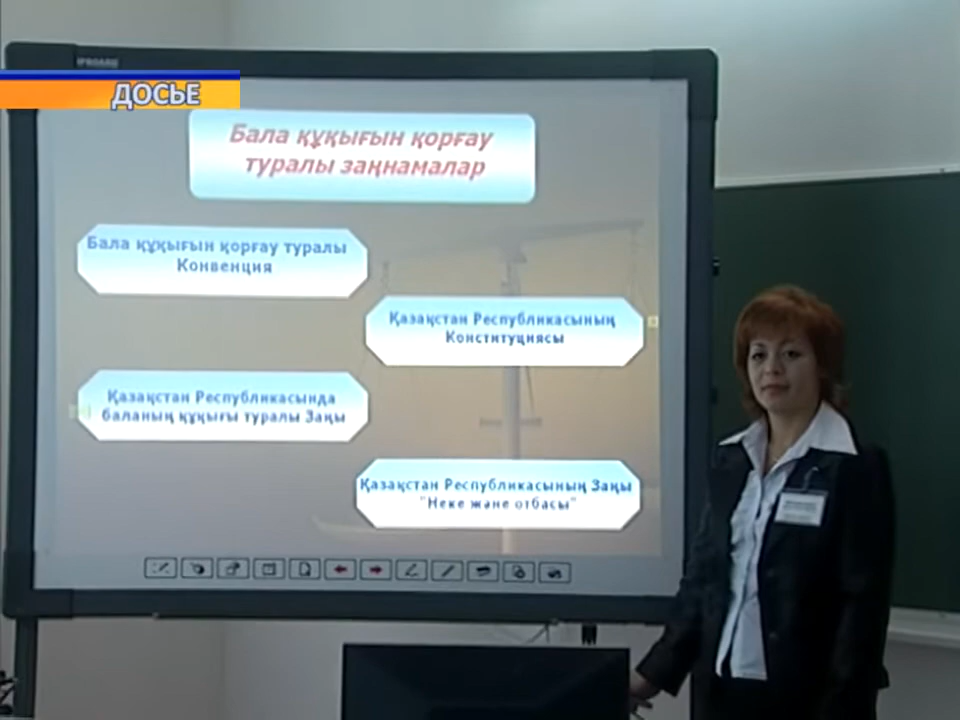 IPBOARD
ДОСЬЕ
Бала құқығын қорғау
туралы заңнамалар
Бала құқығын қорғау туралы
Конвенция
Қазақстан Республикасының
Конституциясы
Қазақстан Республикасында
баланың құқығы туралы Заңы
Қазақстан Республикасының Заңы
"Неке және отбасы"